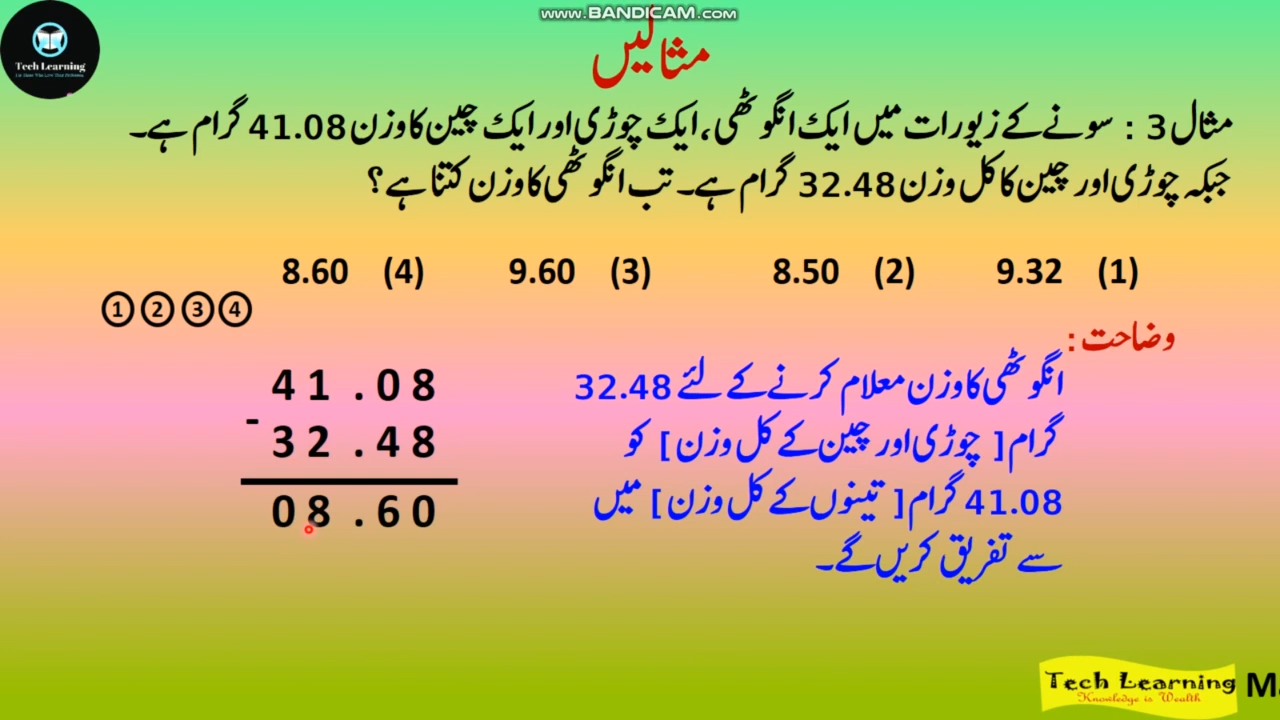 www.BANDICAM.com
Tech Learning
مثالیں
مثال 3 : سونے کے زیورات میں ایک انگوٹھی ، ایک چوڑی اور ایک چین کا وزن 41.08 گرام ہے۔
جبکہ چوڑی اور چین کا کل وزن 32.48 گرام ہے۔ تب انگوٹھی کا وزن کتنا ہے؟
(1) 9.32 (2) 8.50 (3) 9.60 (4) 8.60
① ② ③ ④
وضاحت :
انگوٹھی کا وزن معلام کرنے کے لئے 32.48
گرام [ چوڑی اور چین کے کل وزن ] کو
41.08 گرام [ تینوں کے کل وزن ] میں
سے تفریق کریں گے۔
41.08
-
32.48
08.60
Tech Learning
Knowledge is Wealth